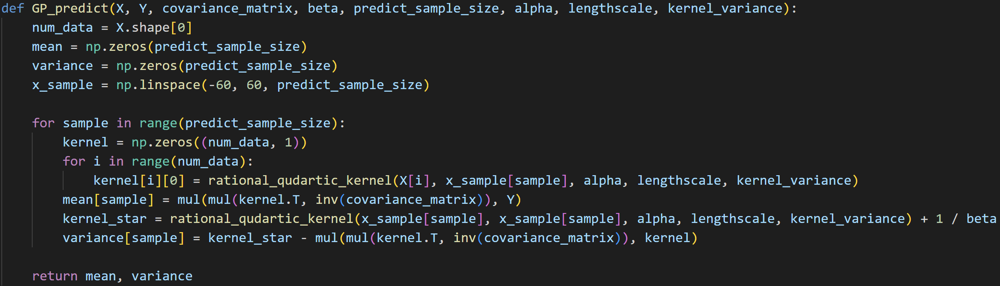 def GP_predict(X, Y, covariance_matrix, beta, predict_sample_size, alpha, lengthscale, kernel_variance):
    num_data = X.shape[0]
    mean = np.zeros(predict_sample_size)
    variance = np.zeros(predict_sample_size)
    x_sample = np.linspace(-60, 60, predict_sample_size)

    for sample in range(predict_sample_size):
        kernel = np.zeros((num_data, 1))
        for i in range(num_data):
            kernel[i][0] = rational_qudartic_kernel(X[i], x_sample[sample], alpha, lengthscale, kernel_variance)
        mean[sample] = mul(mul(kernel.T, inv(covariance_matrix)), Y)
        kernel_star = rational_qudartic_kernel(x_sample[sample], x_sample[sample], alpha, lengthscale, kernel_variance) + 1 / beta
        variance[sample] = kernel_star - mul(mul(kernel.T, inv(covariance_matrix)), kernel)

    return mean, variance